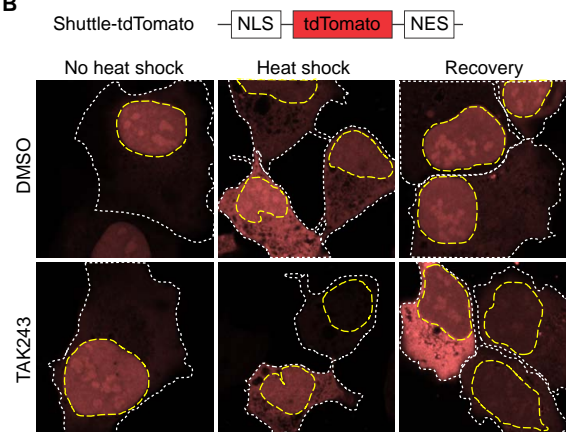 B
Shuttle-tdTomato NLS tdTomato NES
No heat shock Heat shock Recovery
DMSO
TAK243